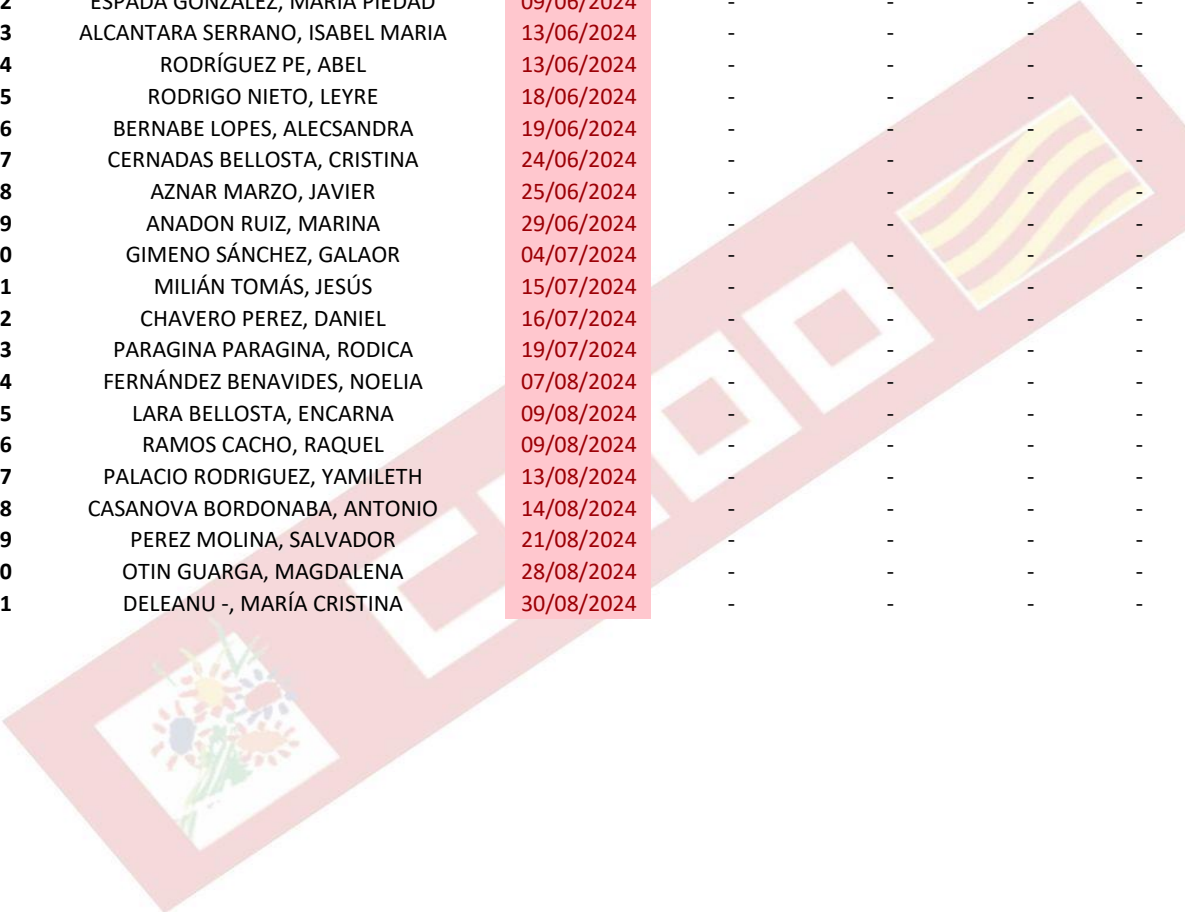 2 ESPADA GONZALEZ, MARIA PIEDAD 09/06/2024 - - - -
3 ALCANTARA SERRANO, ISABEL MARIA 13/06/2024 - - - -
4 RODRÍGUEZ PE, ABEL 13/06/2024 - - - -
5 RODRIGO NIETO, LEYRE 18/06/2024 - - - -
6 BERNABE LOPES, ALECSANDRA 19/06/2024 - - - -
7 CERNADAS BELLOSTA, CRISTINA 24/06/2024 - - - -
8 AZNAR MARZO, JAVIER 25/06/2024 - - - -
9 ANADON RUIZ, MARINA 29/06/2024 - - - -
0 GIMENO SÁNCHEZ, GALAOR 04/07/2024 - - - -
1 MILIÁN TOMÁS, JESÚS 15/07/2024 - - - -
2 CHAVERO PEREZ, DANIEL 16/07/2024 - - - -
3 PARAGINA PARAGINA, RODICA 19/07/2024 - - - -
4 FERNÁNDEZ BENAVIDES, NOELIA 07/08/2024 - - - -
5 LARA BELLOSTA, ENCARNA 09/08/2024 - - - -
6 RAMOS CACHO, RAQUEL 09/08/2024 - - - -
7 PALACIO RODRIGUEZ, YAMILETH 13/08/2024 - - - -
8 CASANOVA BORDONABA, ANTONIO 14/08/2024 - - - -
9 PEREZ MOLINA, SALVADOR 21/08/2024 - - - -
0 OTIN GUARGA, MAGDALENA 28/08/2024 - - - -
1 DELEANU -, MARÍA CRISTINA 30/08/2024 - - - -